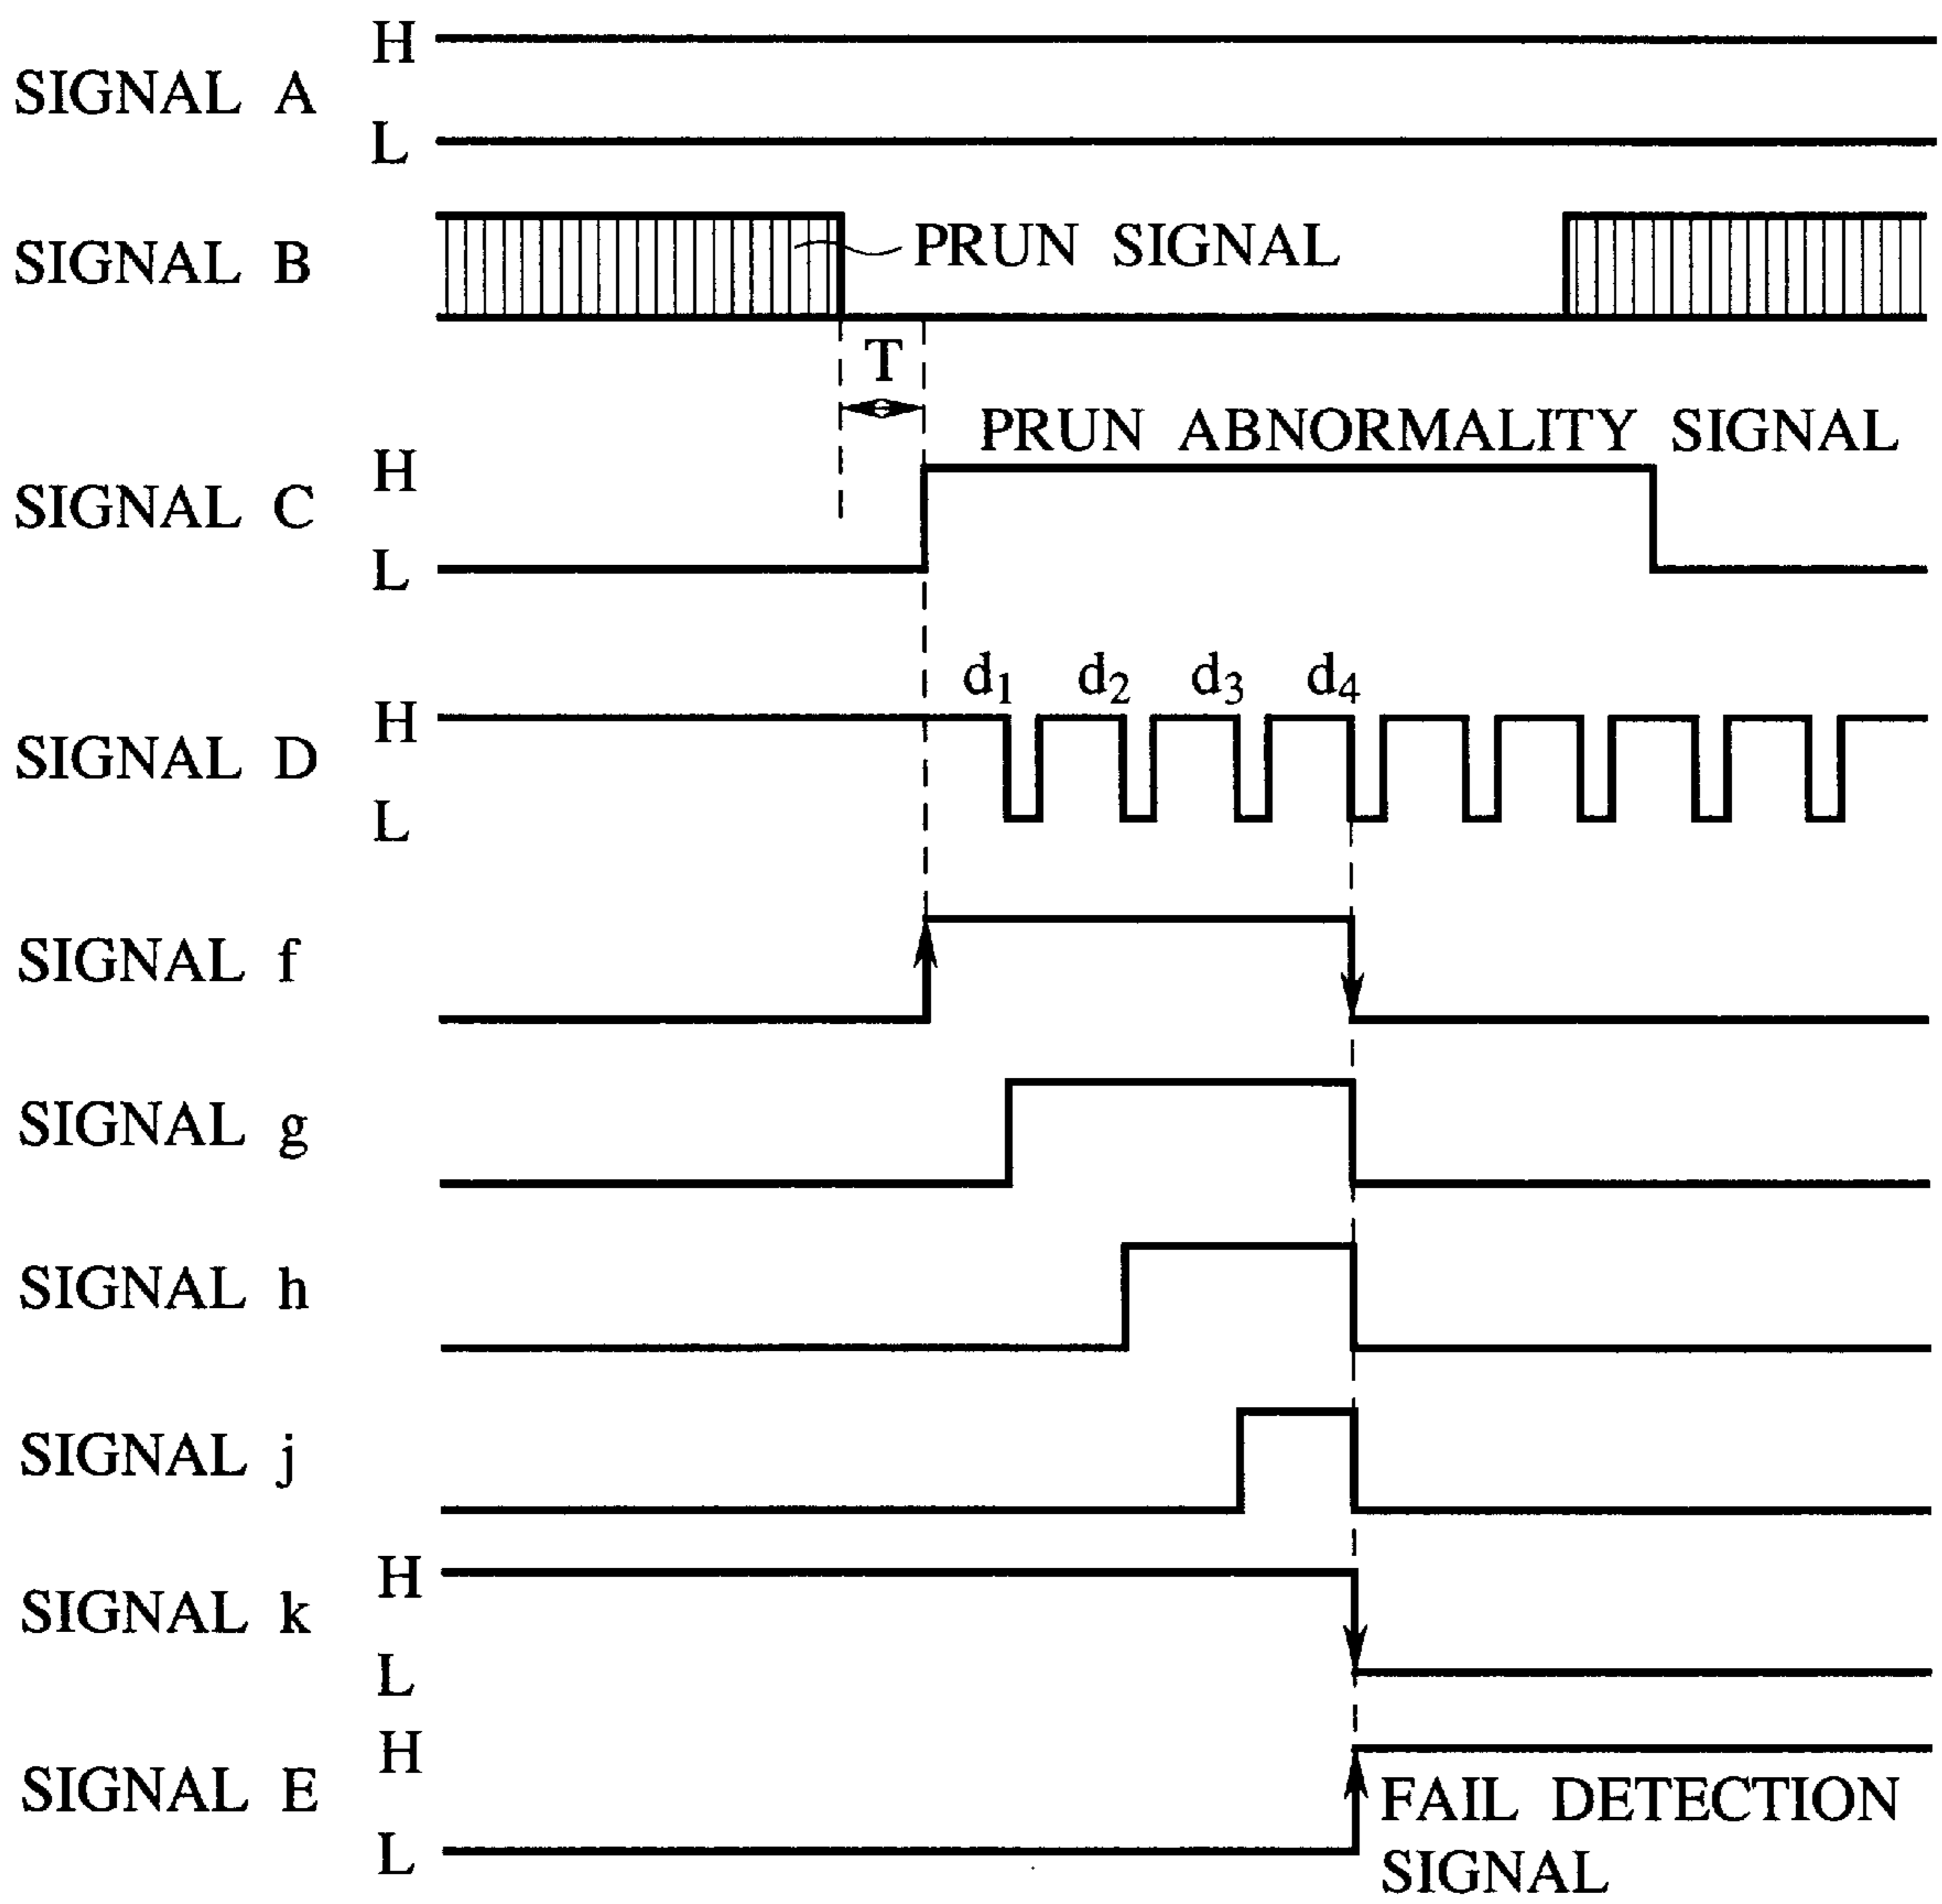 H
SIGNAL A
L
SIGNAL B
PRUN SIGNAL
T
PRUN ABNORMALITY SIGNAL
H
SIGNAL C
L
d1 d2 d3 d4
H
SIGNAL D
L
SIGNAL f
SIGNAL g
SIGNAL h
SIGNAL j
H
SIGNAL k
L
H
SIGNAL E
FAIL DETECTION
L
SIGNAL